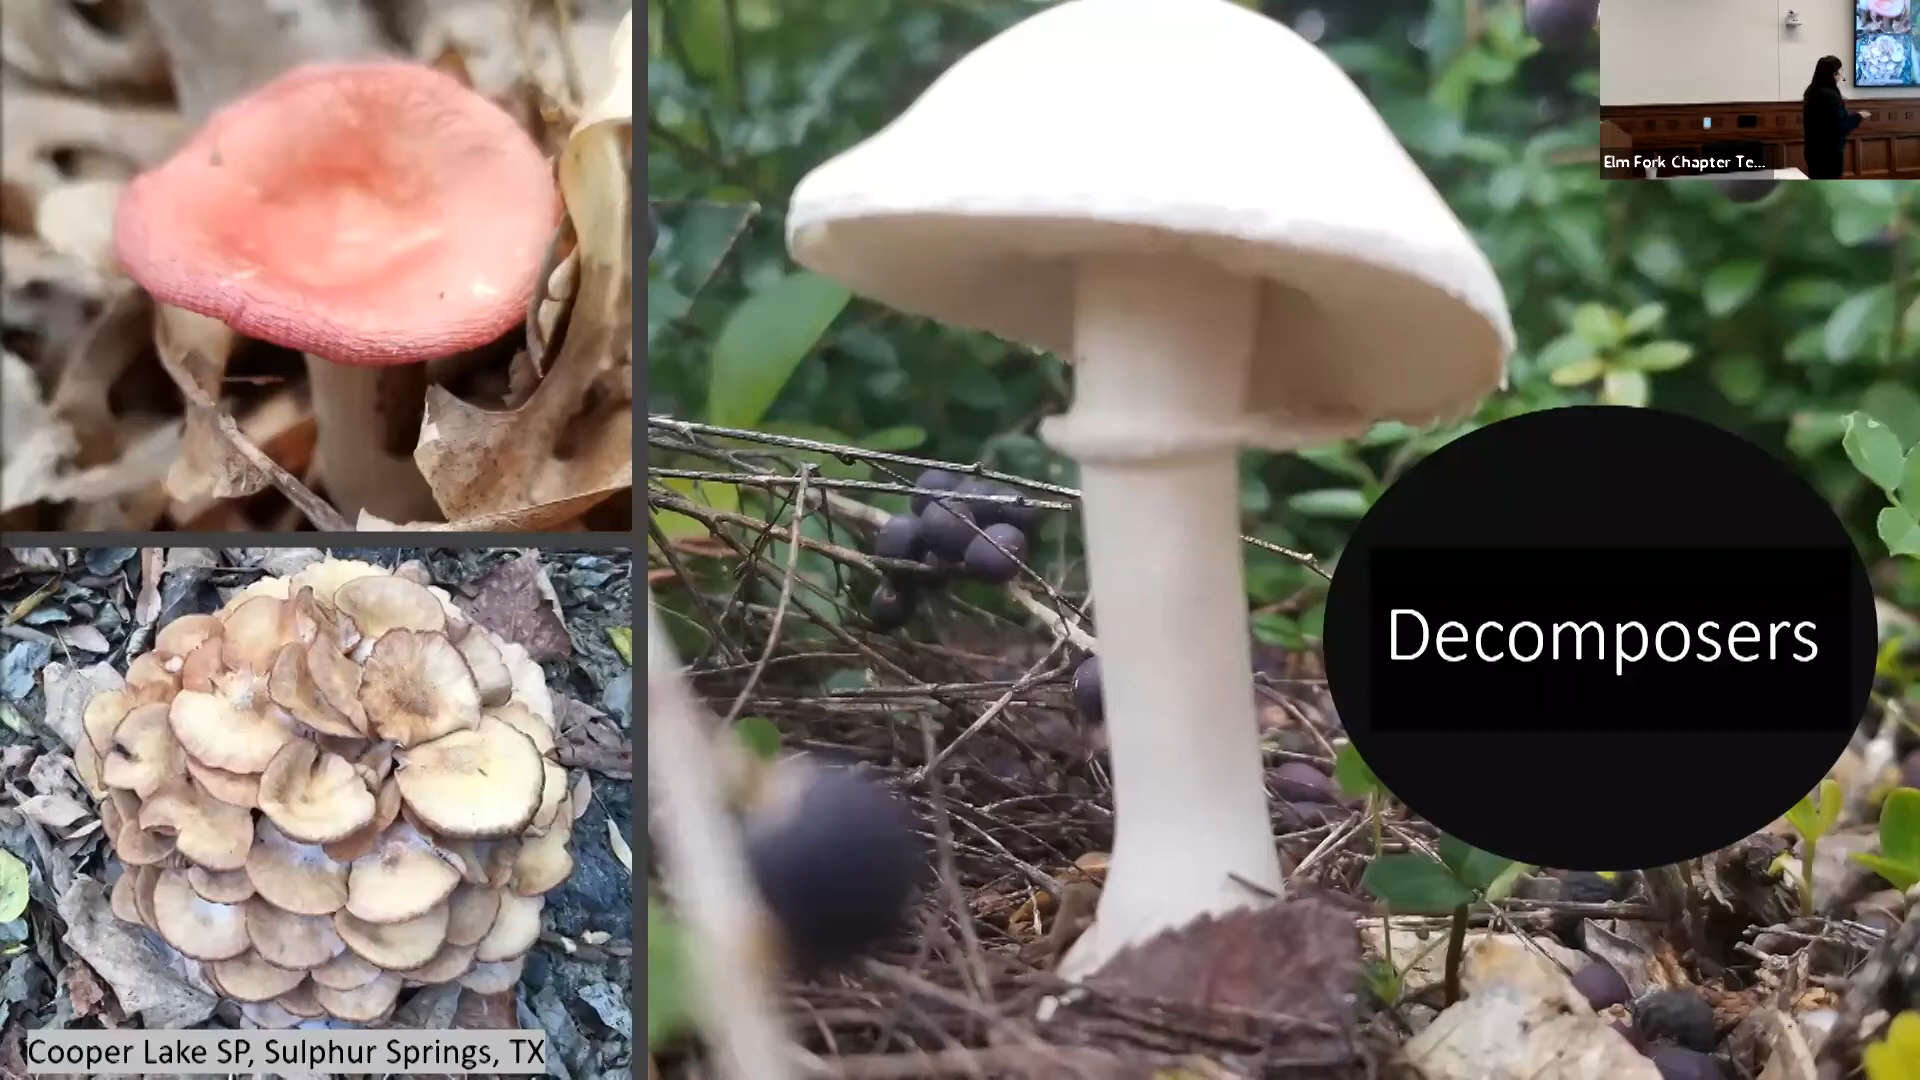 Elm Fork Chapter Te...
Decomposers
Cooper Lake SP, Sulphur Springs, TX